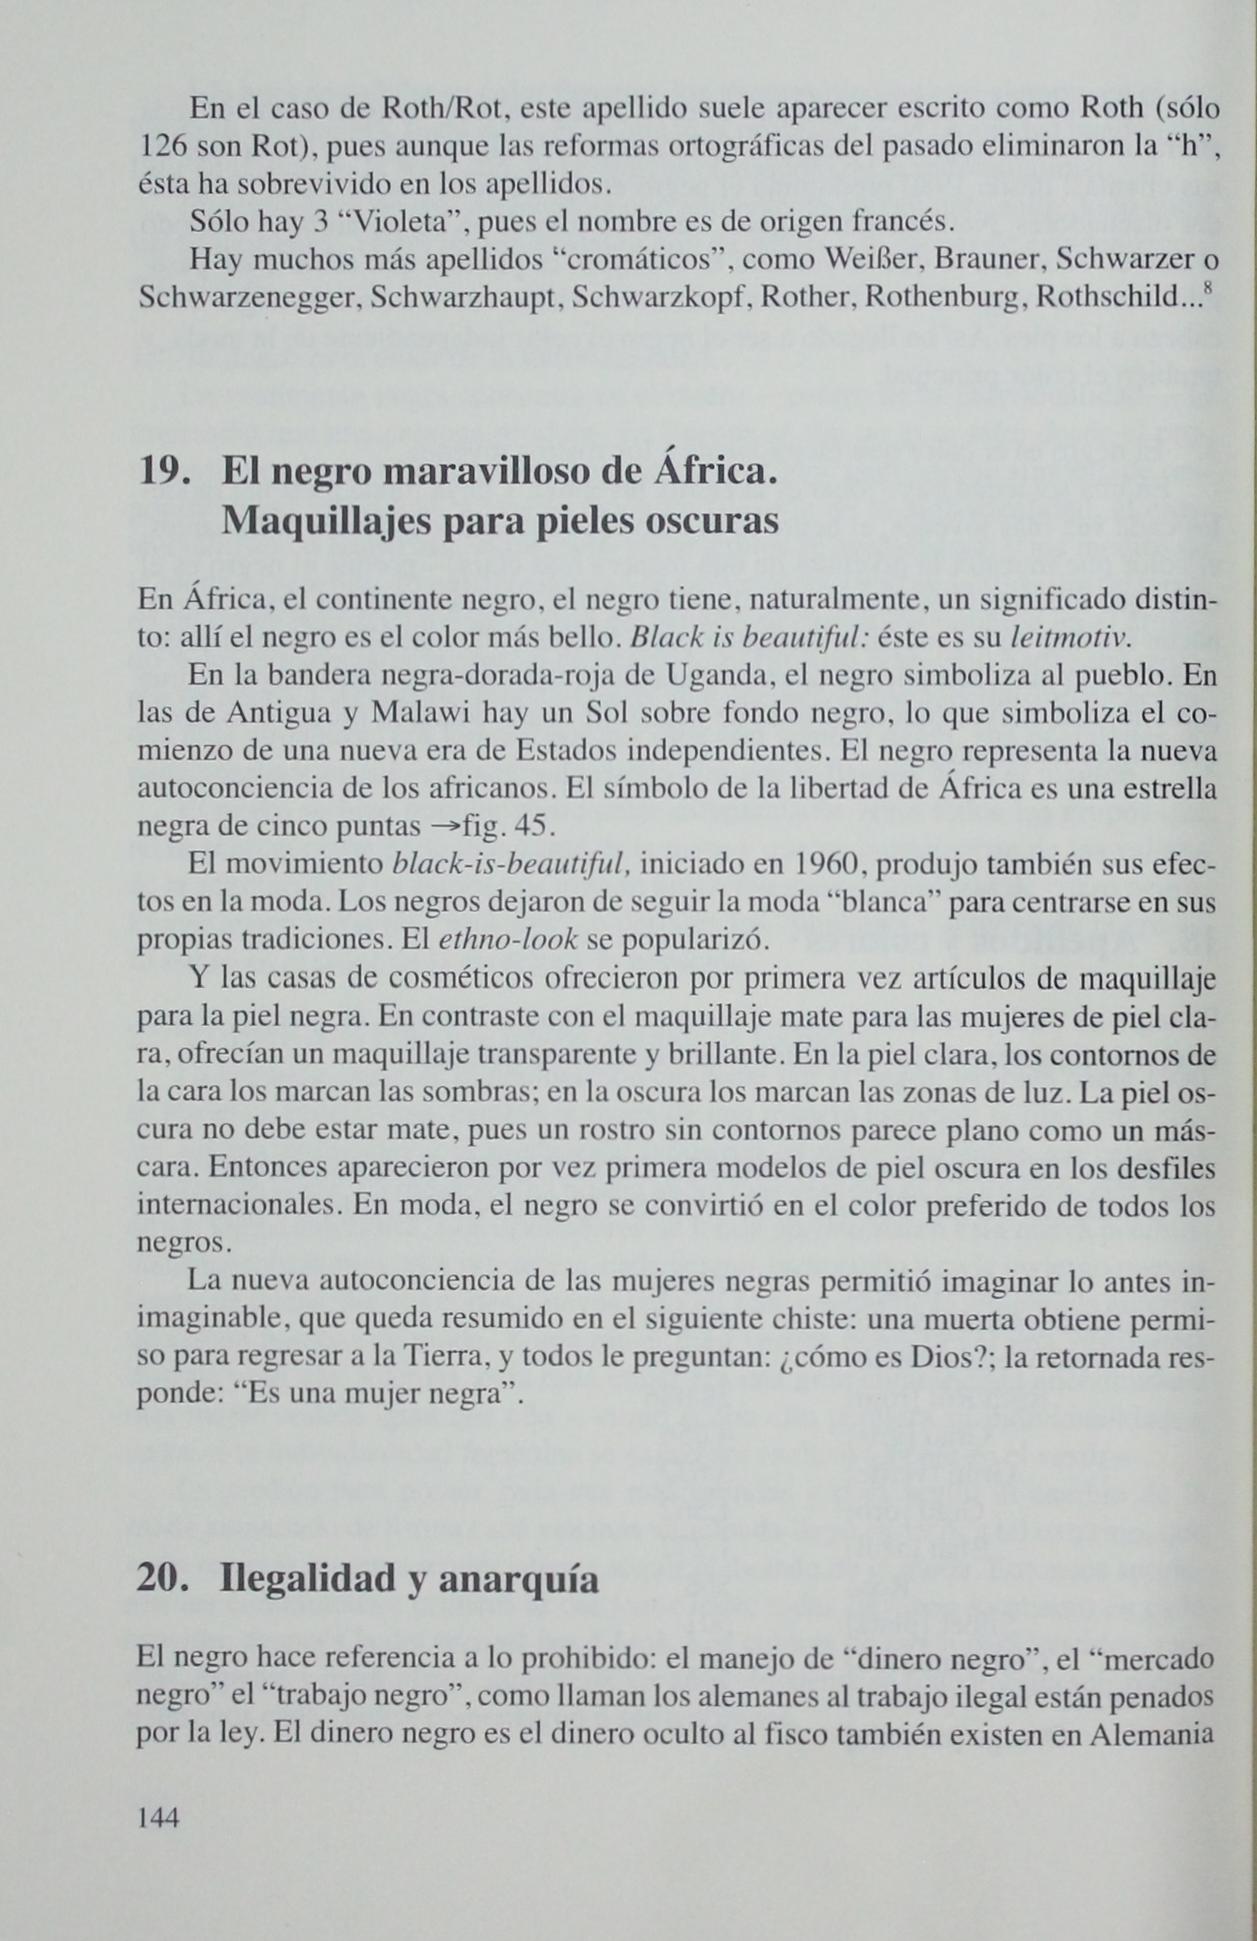 En el caso de Roth/Rot, este apellido suele aparecer escrito como Roth (sólo
126 son Rot), pues aunque las reformas ortográficas del pasado eliminaron la “h”,
ésta ha sobrevivido en los apellidos.
Sólo hay 3 “Violeta”, pues el nombre es de origen francés.
Hay muchos más apellidos “cromáticos”, como Weißer, Brauner, Schwarzer o
Schwarzenegger, Schwarzhaupt, Schwarzkopf, Rother, Rothenburg, Rothschild...⁸
19. El negro maravilloso de África.
Maquillajes para pieles oscuras
En África, el continente negro, el negro tiene, naturalmente, un significado distin-
to: allí el negro es el color más bello. Black is beautiful: éste es su leitmotiv.
En la bandera negra-dorada-roja de Uganda, el negro simboliza al pueblo. En
las de Antigua y Malawi hay un Sol sobre fondo negro, lo que simboliza el co-
mienzo de una nueva era de Estados independientes. El negro representa la nueva
autoconciencia de los africanos. El símbolo de la libertad de África es una estrella
negra de cinco puntas →fig. 45.
El movimiento black-is-beautiful, iniciado en 1960, produjo también sus efec-
tos en la moda. Los negros dejaron de seguir la moda “blanca” para centrarse en sus
propias tradiciones. El ethno-look se popularizó.
Y las casas de cosméticos ofrecieron por primera vez artículos de maquillaje
para la piel negra. En contraste con el maquillaje mate para las mujeres de piel cla-
ra, ofrecían un maquillaje transparente y brillante. En la piel clara, los contornos de
la cara los marcan las sombras; en la oscura los marcan las zonas de luz. La piel os-
cura no debe estar mate, pues un rostro sin contornos parece plano como un más-
cara. Entonces aparecieron por vez primera modelos de piel oscura en los desfiles
internacionales. En moda, el negro se convirtió en el color preferido de todos los
negros.
La nueva autoconciencia de las mujeres negras permitió imaginar lo antes in-
imaginable, que queda resumido en el siguiente chiste: una muerta obtiene permi-
so para regresar a la Tierra, y todos le preguntan: ¿cómo es Dios?; la retornada res-
ponde: “Es una mujer negra”.
20. Ilegalidad y anarquía
El negro hace referencia a lo prohibido: el manejo de “dinero negro”, el “mercado
negro” el “trabajo negro”, como llaman los alemanes al trabajo ilegal están penados
por la ley. El dinero negro es el dinero oculto al fisco también existen en Alemania
144